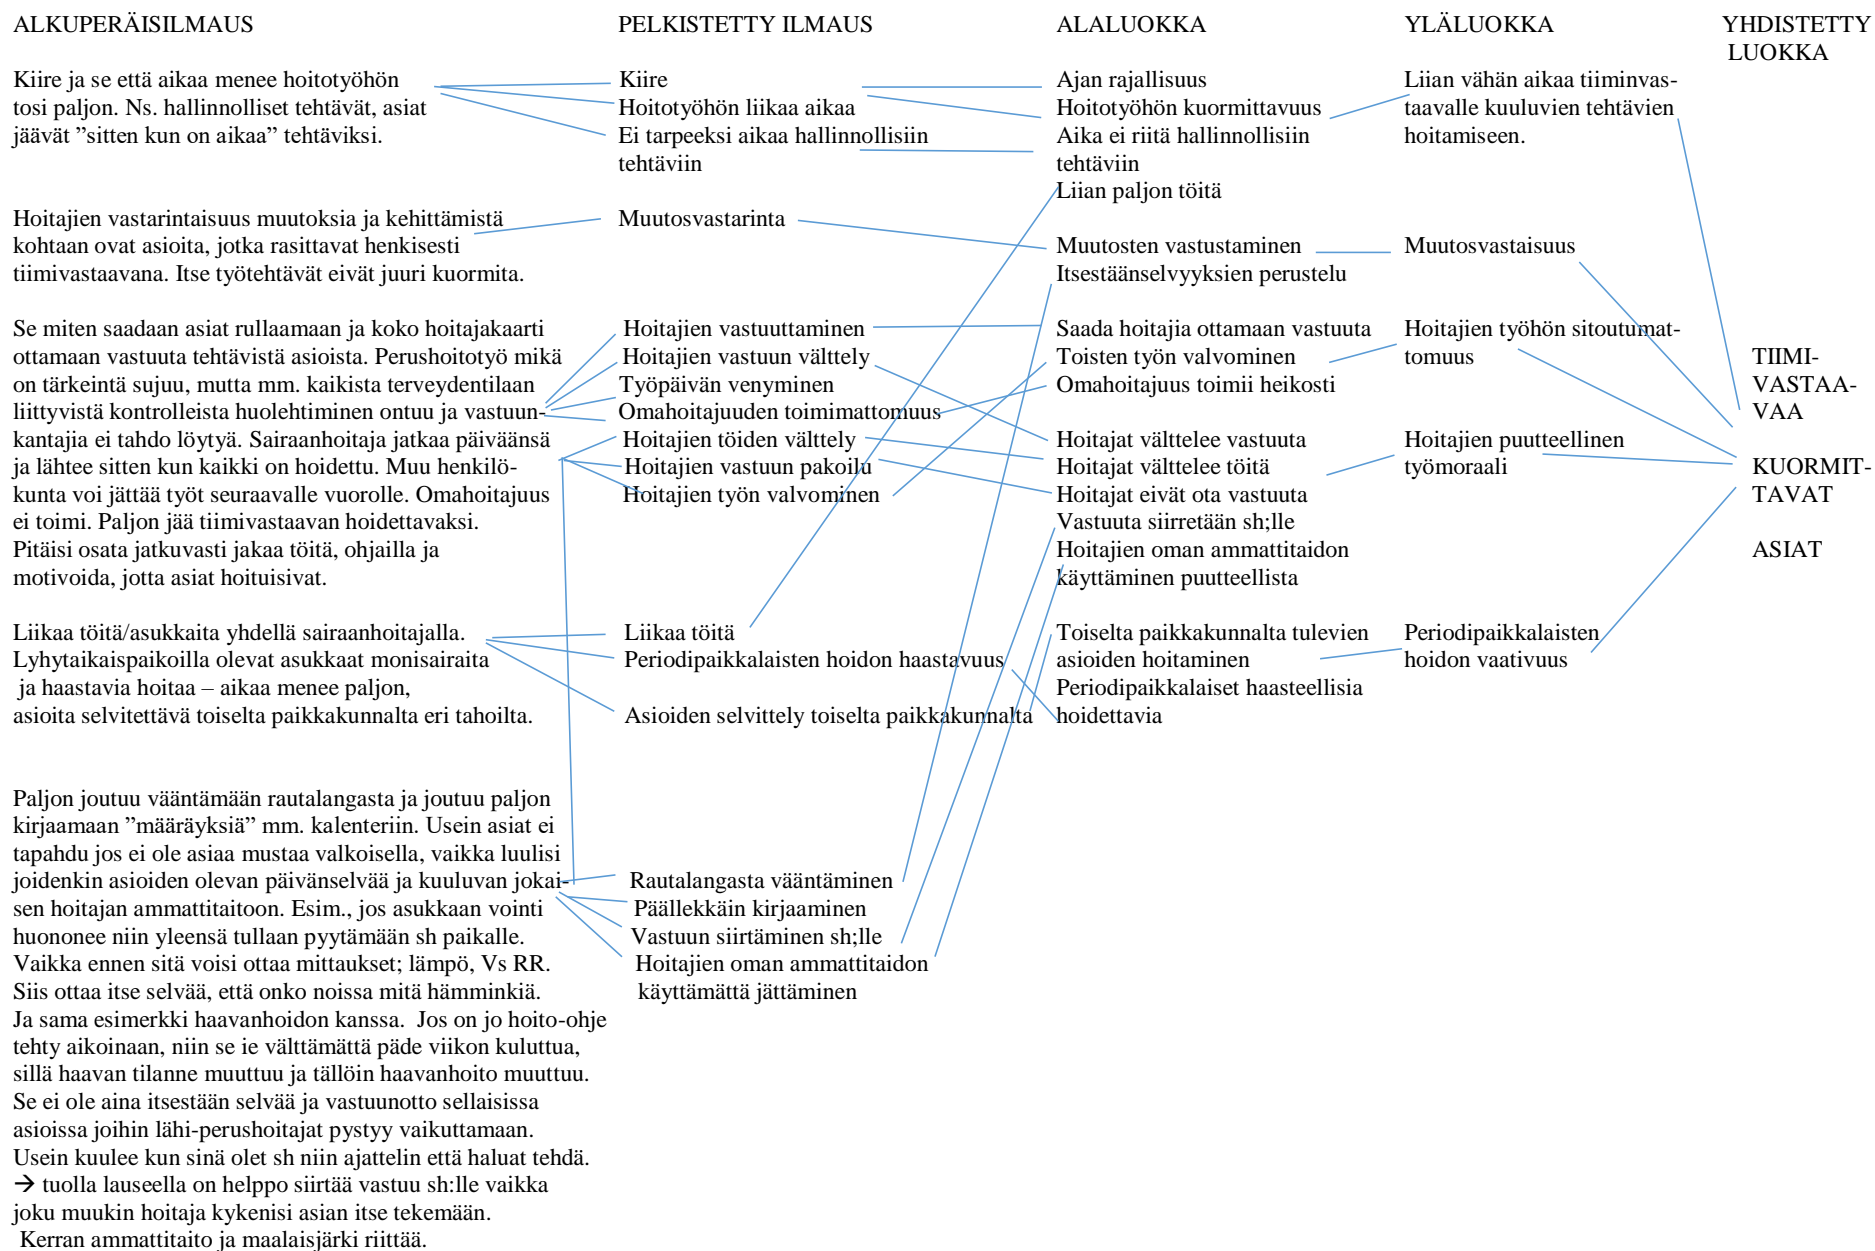 ALKUPERÄISILMAUS
Kiire ja se että aikaa menee hoitotyöhön
tosi paljon. Ns. hallinnolliset tehtävät, asiat
jäävät ”sitten kun on aikaa” tehtäviksi.
Hoitajien vastarintaisuus muutoksia ja kehittämistä
kohtaan ovat asioita, jotka rasittavat henkisesti
tiimivastaavana. Itse työtehtävät eivät juuri kuormita.
Se miten saadaan asiat rullaamaan ja koko hoitajakaarti
ottamaan vastuuta tehtävistä asioista. Perushoitotyö mikä
on tärkeintä sujuu, mutta mm. kaikista terveydentilaan
liittyvistä kontrolleista huolehtiminen ontuu ja vastuun-
kantajia ei tahdo löytyä. Sairaanhoitaja jatkaa päiväänsä
ja lähtee sitten kun kaikki on hoidettu. Muu henkilö-
kunta voi jättää työt seuraavalle vuorolle. Omahoitajuus
ei toimi. Paljon jää tiimivastaavan hoidettavaksi.
Pitäisi osata jatkuvasti jakaa töitä, ohjailla ja
motivoida, jotta asiat hoituisivat.
Liikaa töitä/asukkaita yhdellä sairaanhoitajalla.
Lyhytaikaispaikoilla olevat asukkaat monisairaita
ja haastavia hoitaa – aikaa menee paljon,
asioita selvitettävä toiselta paikkakunnalta eri tahoilta.
Paljon joutuu vääntämään rautalangasta ja joutuu paljon
kirjaamaan ”määräyksiä” mm. kalenteriin. Usein asiat ei
tapahdu jos ei ole asiaa mustaa valkoisella, vaikka luulisi
joidenkin asioiden olevan päivänselvää ja kuuluvan jokai-
sen hoitajan ammattitaitoon. Esim., jos asukkaan vointi
huononee niin yleensä tullaan pyytämään sh paikalle.
Vaikka ennen sitä voisi ottaa mittaukset; lämpö, Vs RR.
Siis ottaa itse selvää, että onko noissa mitä hämminkiä.
Ja sama esimerkki haavanhoidon kanssa.  Jos on jo hoito-ohje
tehty aikoinaan, niin se ie välttämättä päde viikon kuluttua,
sillä haavan tilanne muuttuu ja tällöin haavanhoito muuttuu.
Se ei ole aina itsestään selvää ja vastuunotto sellaisissa
asioissa joihin lähi-perushoitajat pystyy vaikuttamaan.
Usein kuulee kun sinä olet sh niin ajattelin että haluat tehdä.
→ tuolla lauseella on helppo siirtää vastuu sh:lle vaikka
joku muukin hoitaja kykenisi asian itse tekemään.
Kerran ammattitaito ja maalaisjärki riittää.
PELKISTETTY ILMAUS
Kiire
Hoitotyöhön liikaa aikaa
Ei tarpeeksi aikaa hallinnollisiin
tehtäviin
Muutosvastarinta
Hoitajien vastuuttaminen
Hoitajien vastuun välttely
Työpäivän venyminen
Omahoitajuuden toimimattomuus
Hoitajien töiden välttely
Hoitajien vastuun pakoilu
Hoitajien työn valvominen
Liikaa töitä
Periodipaikkalaisten hoidon haastavuus
Asioiden selvittely toiselta paikkakunnalta
Rautalangasta vääntäminen
Päällekkäin kirjaaminen
Vastuun siirtäminen sh;lle
Hoitajien oman ammattitaidon
käyttämättä jättäminen
ALALUOKKA
Ajan rajallisuus
Hoitotyöhön kuormittavuus
Aika ei riitä hallinnollisiin
tehtäviin
Liian paljon töitä
Muutosten vastustaminen
Itsestäänselvyyksien perustelu
Saada hoitajia ottamaan vastuuta
Toisten työn valvominen
Omahoitajuus toimii heikosti
Hoitajat välttelee vastuuta
Hoitajat välttelee töitä
Hoitajat eivät ota vastuuta
Vastuuta siirretään sh;lle
Hoitajien oman ammattitaidon
käyttäminen puutteellista
Toiselta paikkakunnalta tulevien
asioiden hoitaminen
Periodipaikkalaiset haasteellisia
hoidettavia
YLÄLUOKKA
Liian vähän aikaa tiiminvas-
taavalle kuuluvien tehtävien
hoitamiseen.
Muutosvastaisuus
Hoitajien työhön sitoutumat-
tomuus
Hoitajien puutteellinen
työmoraali
Periodipaikkalaisten
hoidon vaativuus
YHDISTETTY
LUOKKA
TIIMI-
VASTAA-
VAA
KUORMIT-
TAVAT
ASIAT